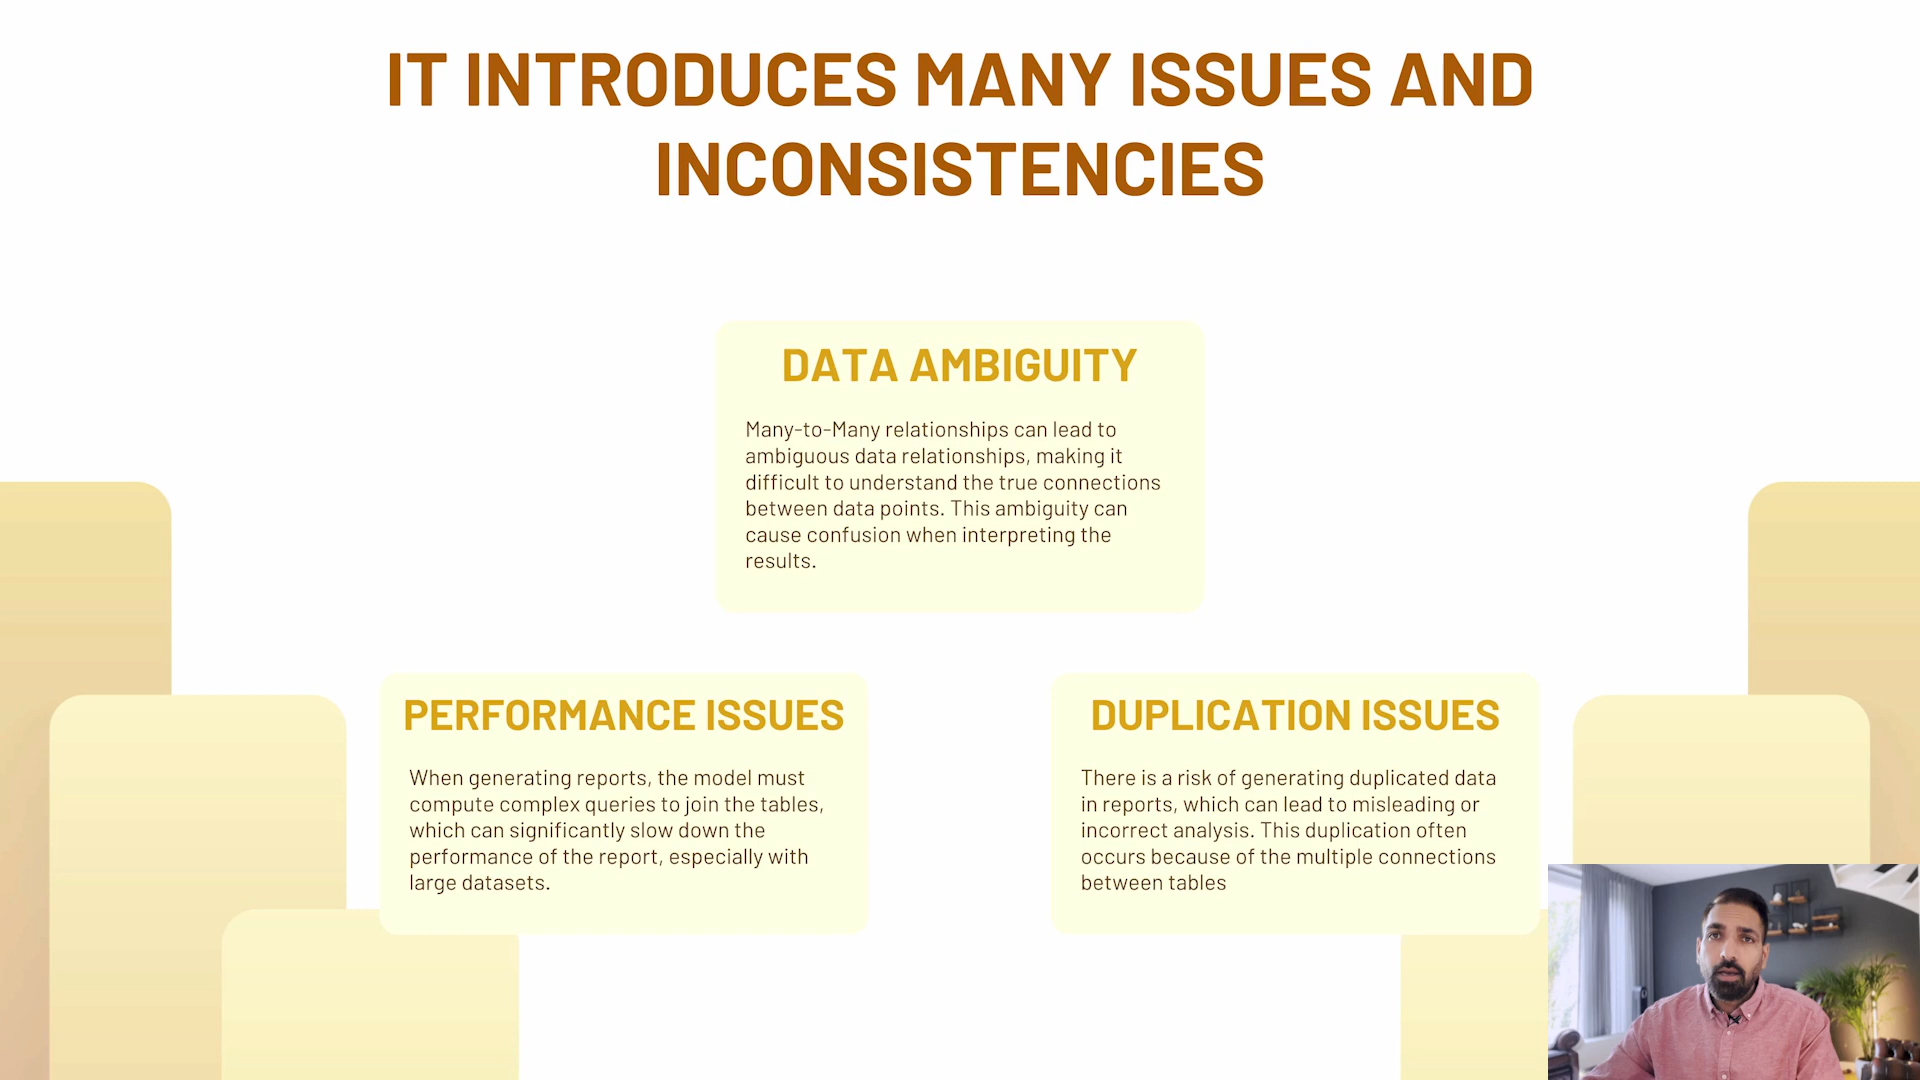 IT INTRODUCES MANY ISSUES AND
INCONSISTENCIES
DATA AMBIGUITY
Many-to-Many relationships can lead to
ambiguous data relationships, making it
difficult to understand the true connections
between data points. This ambiguity can
cause confusion when interpreting the
results.
PERFORMANCE ISSUES
When generating reports, the model must
compute complex queries to join the tables,
which can significantly slow down the
performance of the report, especially with
large datasets.
DUPLICATION ISSUES
There is a risk of generating duplicated data
in reports, which can lead to misleading or
incorrect analysis. This duplication often
occurs because of the multiple connections
between tables